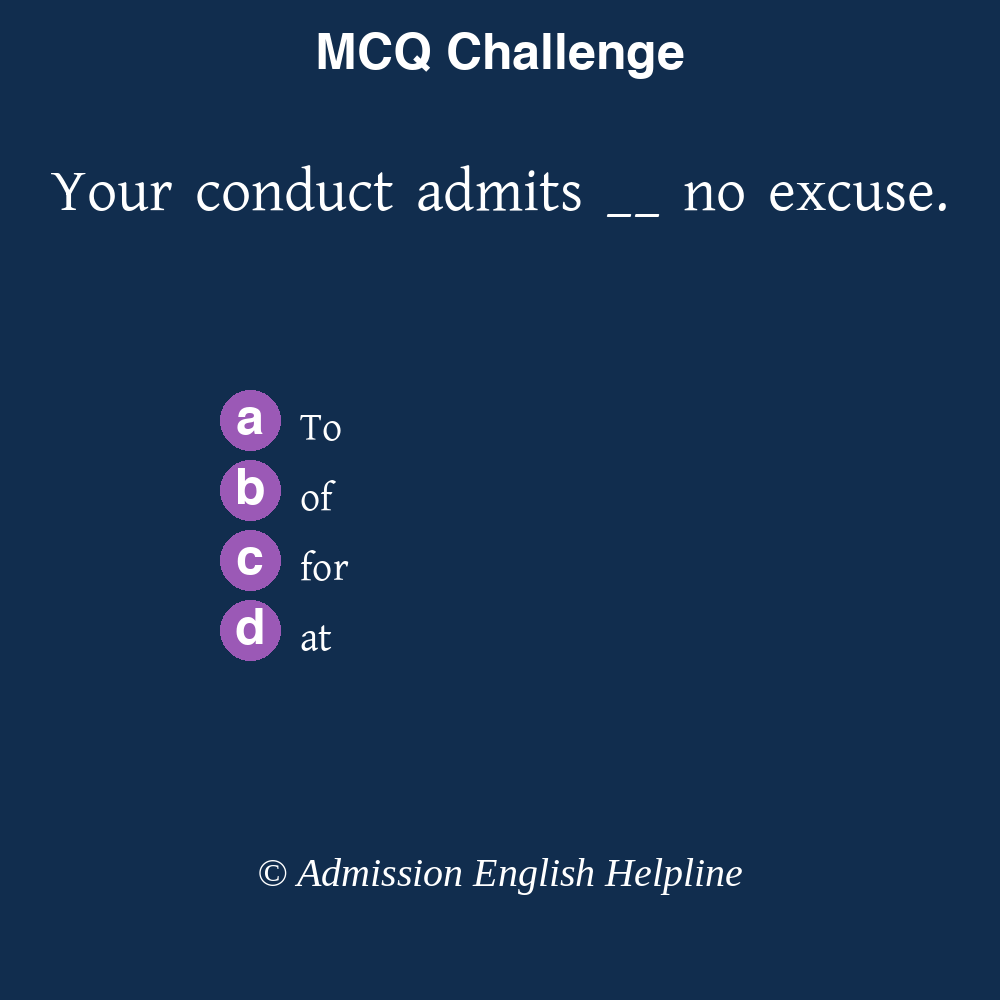 MCQ Challenge
Your conduct admits __ no excuse.
a To
b of
c for
d at
© Admission English Helpline